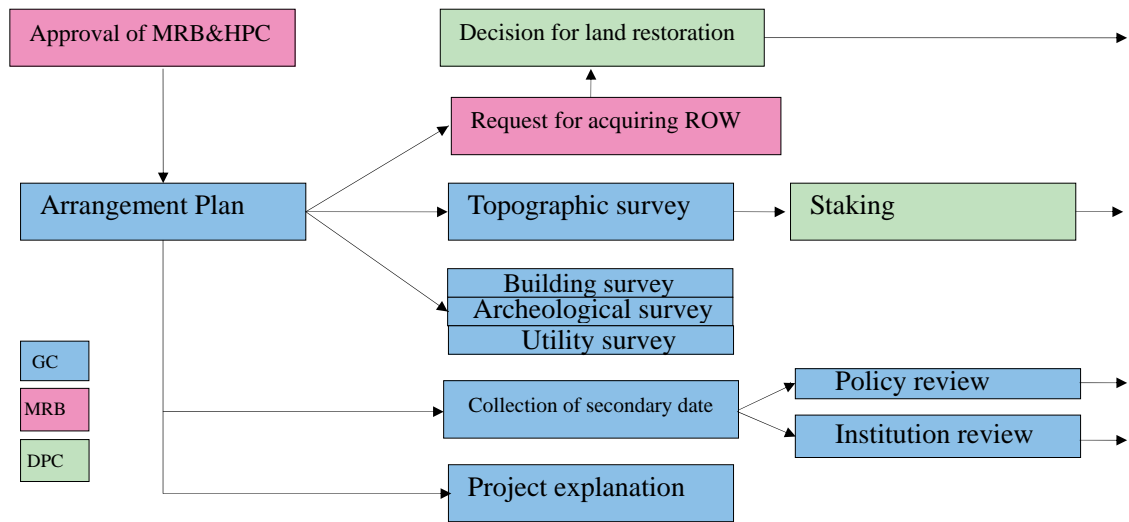 Approval of MRB&HPC
Decision for land restoration
Request for acquiring ROW
Arrangement Plan
Topographic survey
Staking
Building survey
Archeological survey
Utility survey
GC
MRB
DPC
Collection of secondary date
Policy review
Institution review
Project explanation